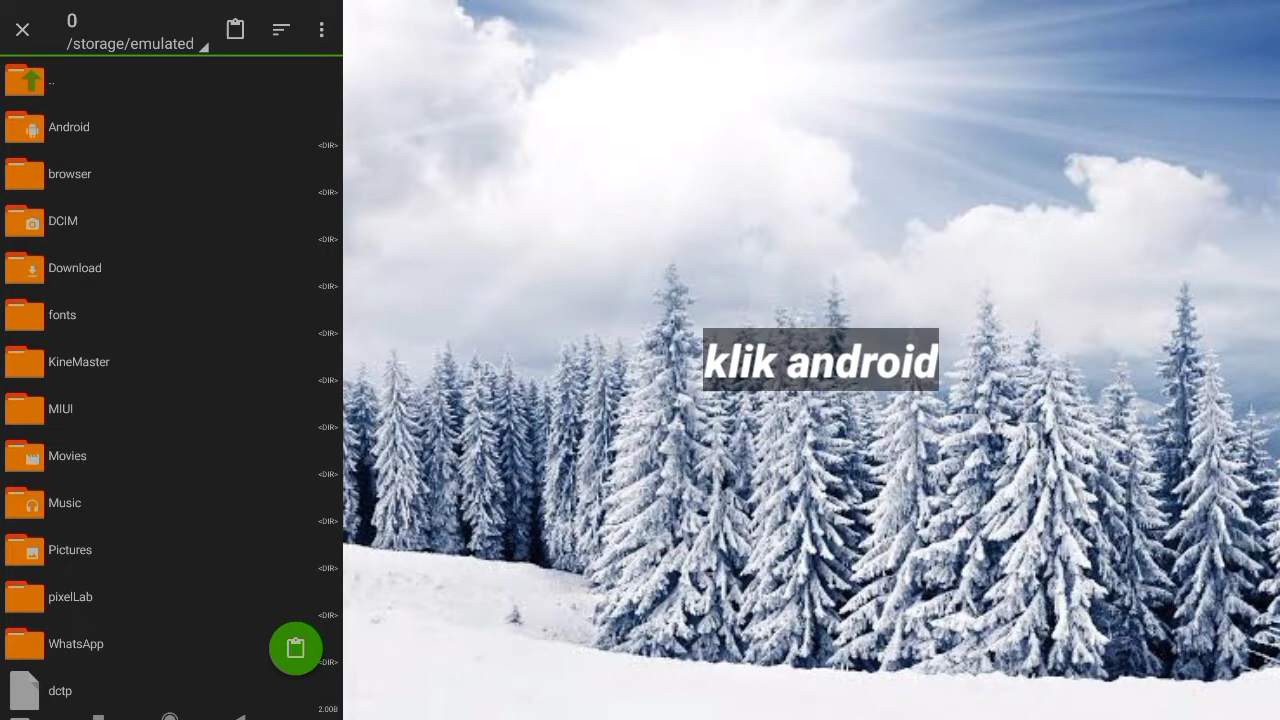 0
/storage/emulated
..
Android
<DIR>
browser
<DIR>
DCIM
<DIR>
Download
<DIR>
fonts
<DIR>
KineMaster
<DIR>
MIUI
<DIR>
Movies
<DIR>
Music
<DIR>
Pictures
<DIR>
pixelLab
<DIR>
WhatsApp
<DIR>
dctp
2.00B
klik android